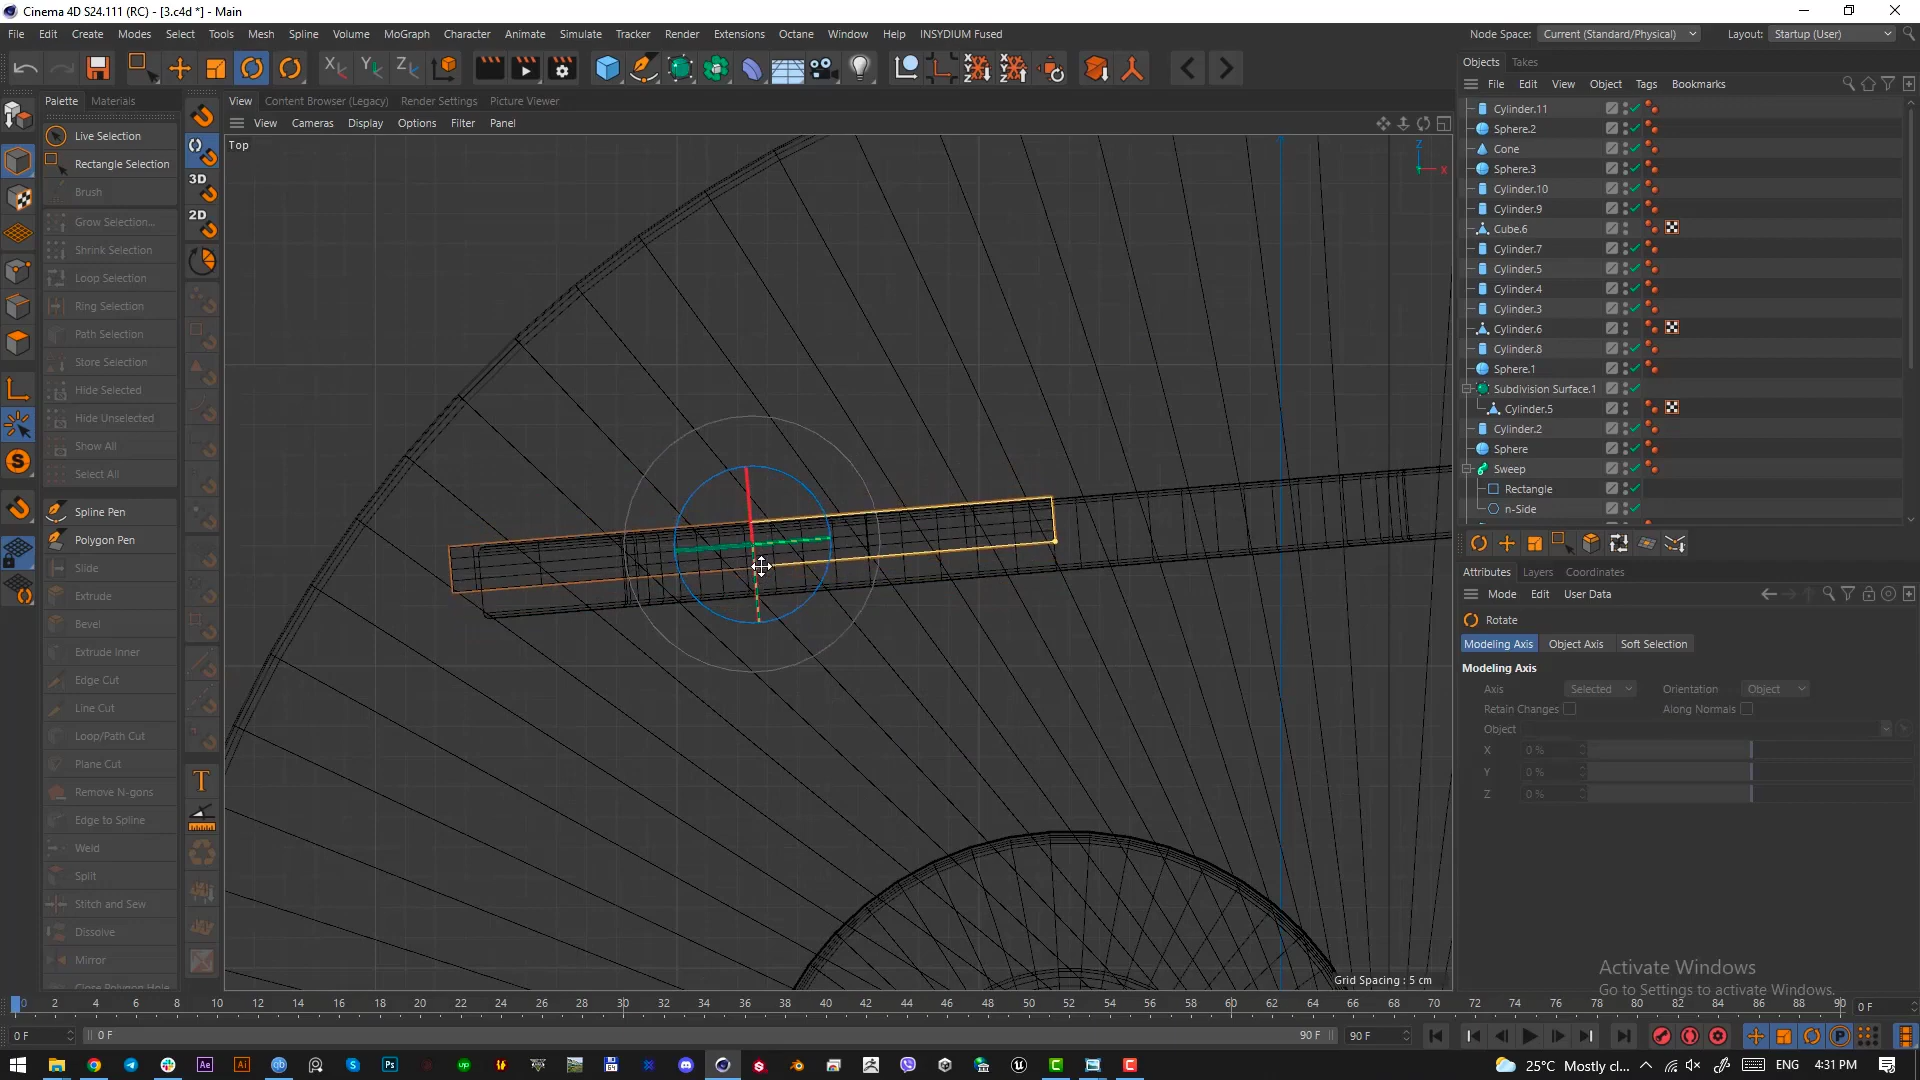 Cinema 4D S24.111 (RC) - [3.c4d *] - Main
File Edit Create Modes Select Tools Mesh Spline Volume MoGraph Character Animate Simulate Tracker Render Extensions Octane Window Help INSYDIUM Fused
Node Space: Current (Standard/Physical) Layout: Startup (User)
Objects Takes
File Edit View Object Tags Bookmarks
Palette Materials
View Content Browser (Legacy) Render Settings Picture Viewer
View Cameras Display Options Filter Panel
Top
Z
X
Live Selection
Rectangle Selection
Brush
Grow Selection...
Shrink Selection
Loop Selection
Ring Selection
Path Selection
Store Selection
Hide Selected
Hide Unselected
Show All
Select All
Spline Pen
Polygon Pen
Slide
Extrude
Bevel
Extrude Inner
Edge Cut
Line Cut
Loop/Path Cut
Plane Cut
Remove N-gons
Edge to Spline
Weld
Split
Stitch and Sew
Dissolve
Mirror
Close Polygon Hole
3D
2D
Cylinder.11
Sphere.2
Cone
Sphere.3
Cylinder.10
Cylinder.9
Cube.6
Cylinder.7
Cylinder.5
Cylinder.4
Cylinder.3
Cylinder.6
Cylinder.8
Sphere.1
Subdivision Surface.1
Cylinder.5
Cylinder.2
Sphere
Sweep
Rectangle
n-Side
Attributes Layers Coordinates
Mode Edit User Data
Rotate
Modeling Axis Object Axis Soft Selection
Modeling Axis
Axis Selected Orientation Object
Retain Changes Along Normals
Object
X 0 %
Y 0 %
Z 0 %
Grid Spacing : 5 cm
Activate Windows
Go to Settings to activate Windows.
0 2 4 6 8 10 12 14 16 18 20 22 24 26 28 30 32 34 36 38 40 42 44 46 48 50 52 54 56 58 60 62 64 66 68 70 72 74 76 78 80 82 84 86 88 90 0 F
0 F 0 F 90 F 90 F
25°C Mostly cl... ENG 4:31 PM